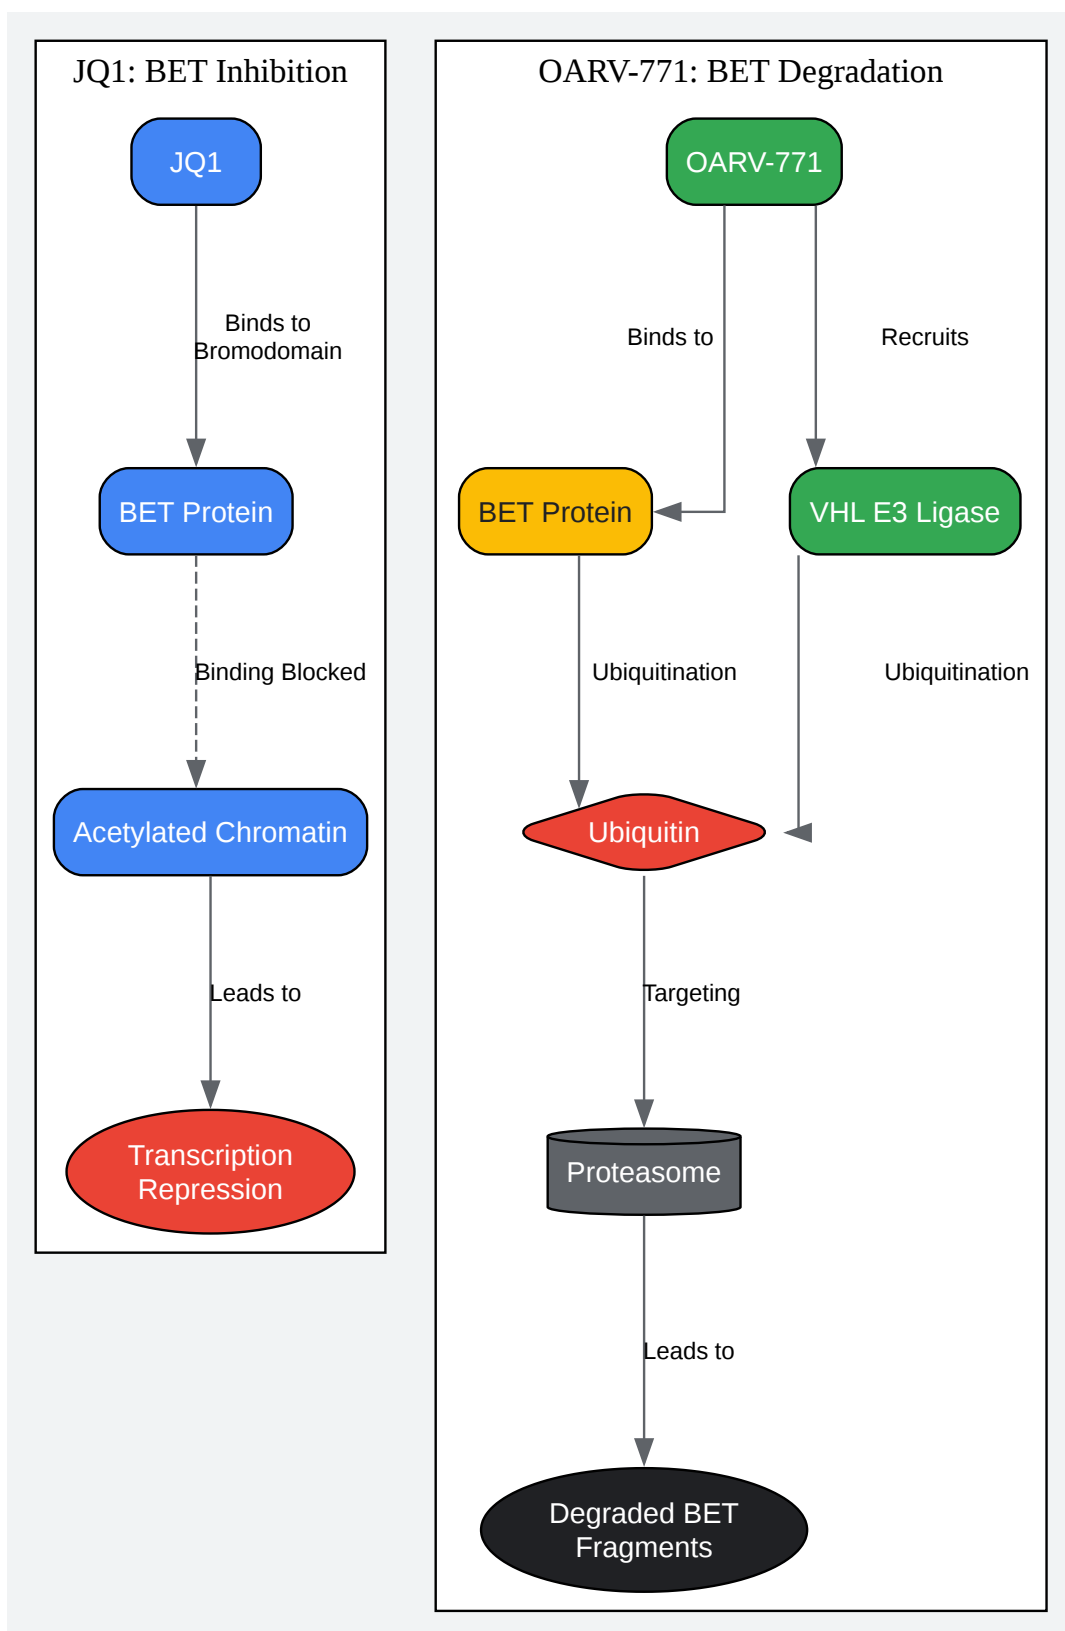 JQ1: BET Inhibition
JQ1
Binds to
Bromodomain
BET Protein
Binding Blocked
Acetylated Chromatin
Leads to
Transcription
Repression
OARV-771: BET Degradation
OARV-771
Binds to
Recruits
BET Protein
VHL E3 Ligase
Ubiquitination
Ubiquitination
Ubiquitin
Targeting
Proteasome
Leads to
Degraded BET
Fragments